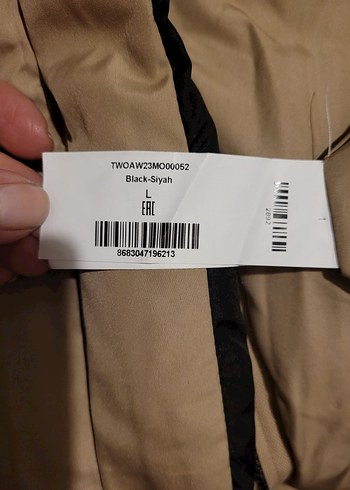 TWOAW23MO00052
Black-Siyah
L
EAC
8683047196213